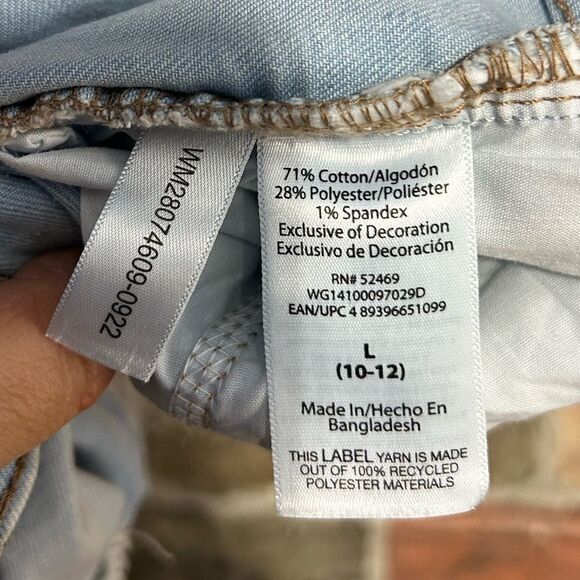 WM28074609-0922
71% Cotton/Algodón
28% Polyester/Poliéster
1% Spandex
Exclusive of Decoration
Exclusivo de Decoración
RN# 52469
WG14100097029D
EAN/UPC 4 89396651099
L
(10-12)
Made In/Hecho En
Bangladesh
THIS LABEL YARN IS MADE
OUT OF 100% RECYCLED
POLYESTER MATERIALS